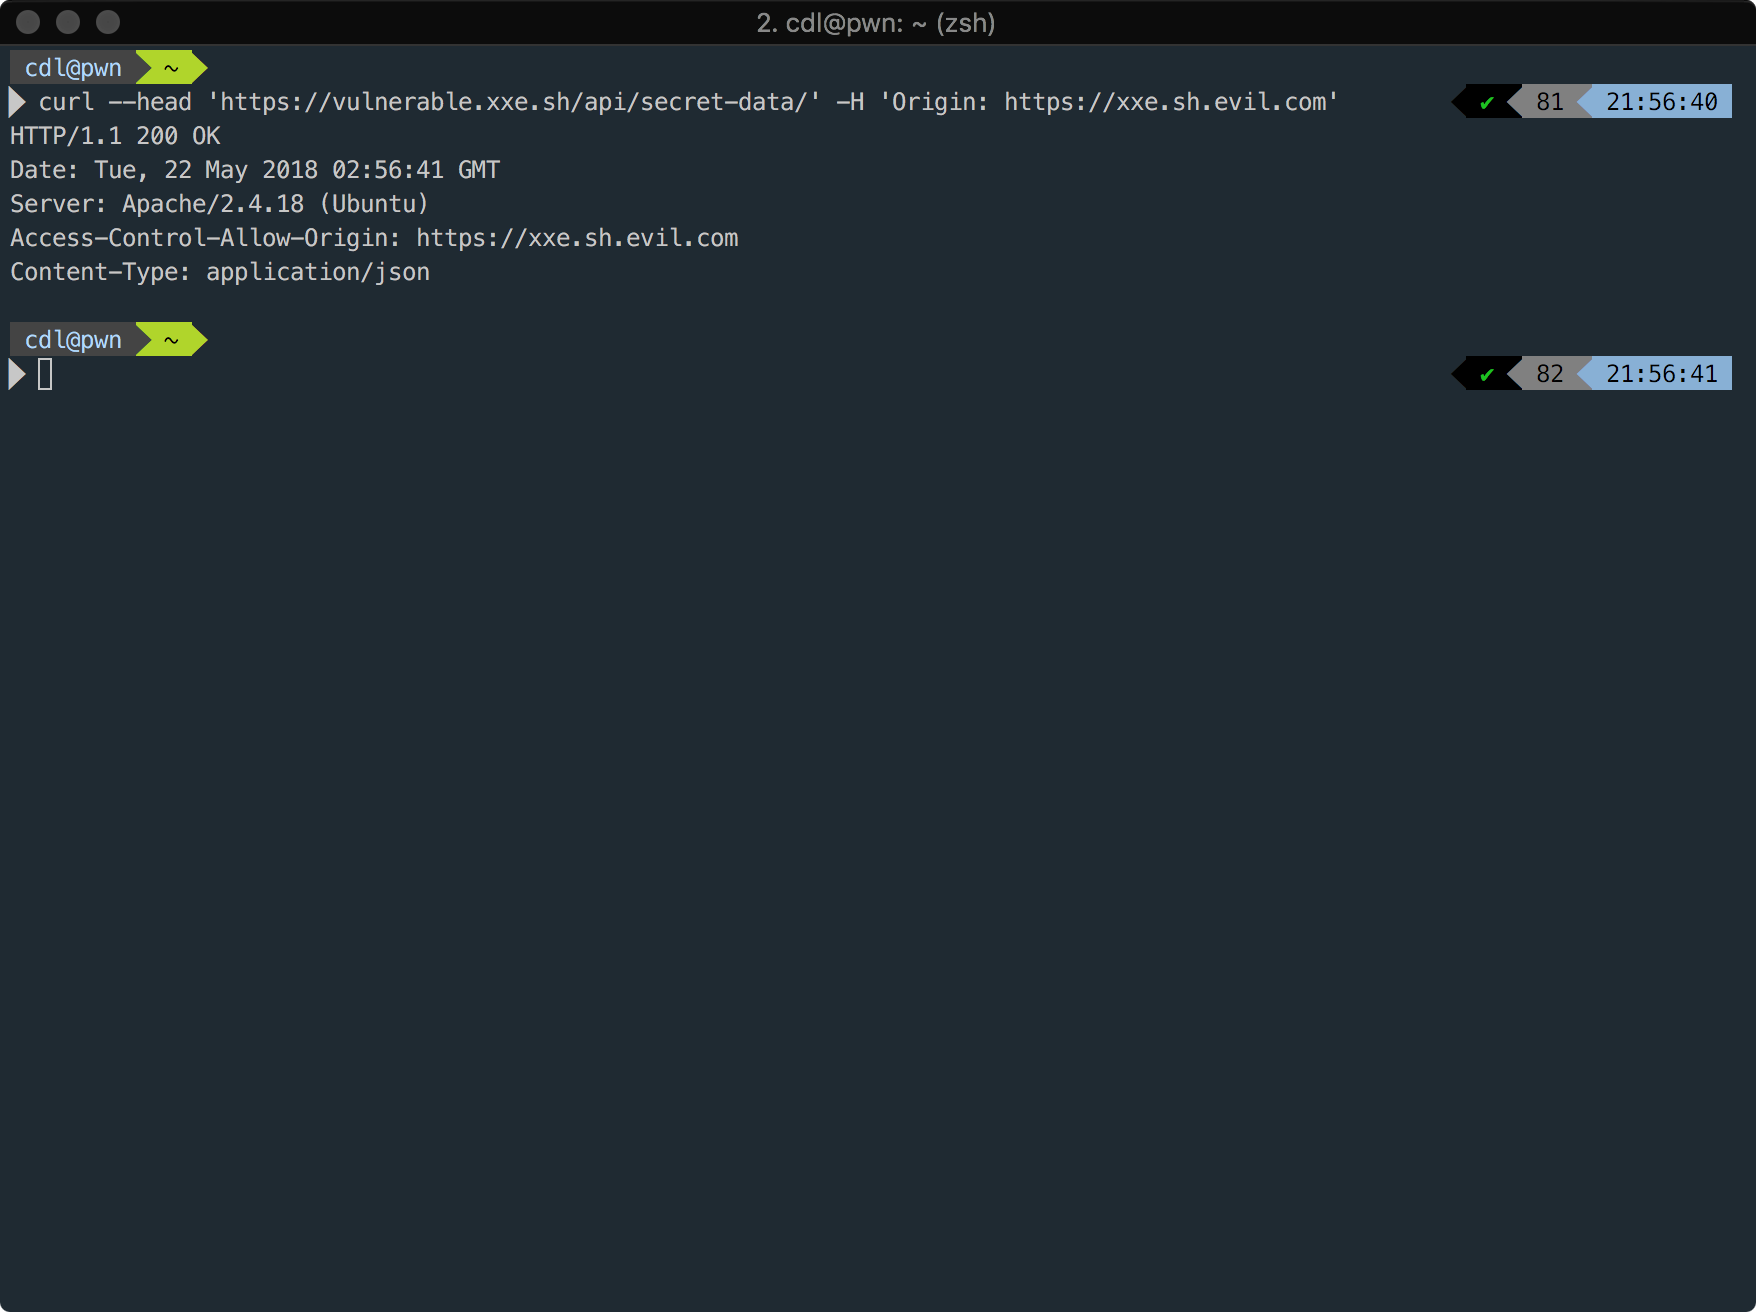 2. cdl@pwn: ~ (zsh)
cdl@pwn ~
curl --head 'https://vulnerable.xxe.sh/api/secret-data/' -H 'Origin: https://xxe.sh.evil.com' ✔ 81 21:56:40
HTTP/1.1 200 OK
Date: Tue, 22 May 2018 02:56:41 GMT
Server: Apache/2.4.18 (Ubuntu)
Access-Control-Allow-Origin: https://xxe.sh.evil.com
Content-Type: application/json
cdl@pwn ~
✔ 82 21:56:41